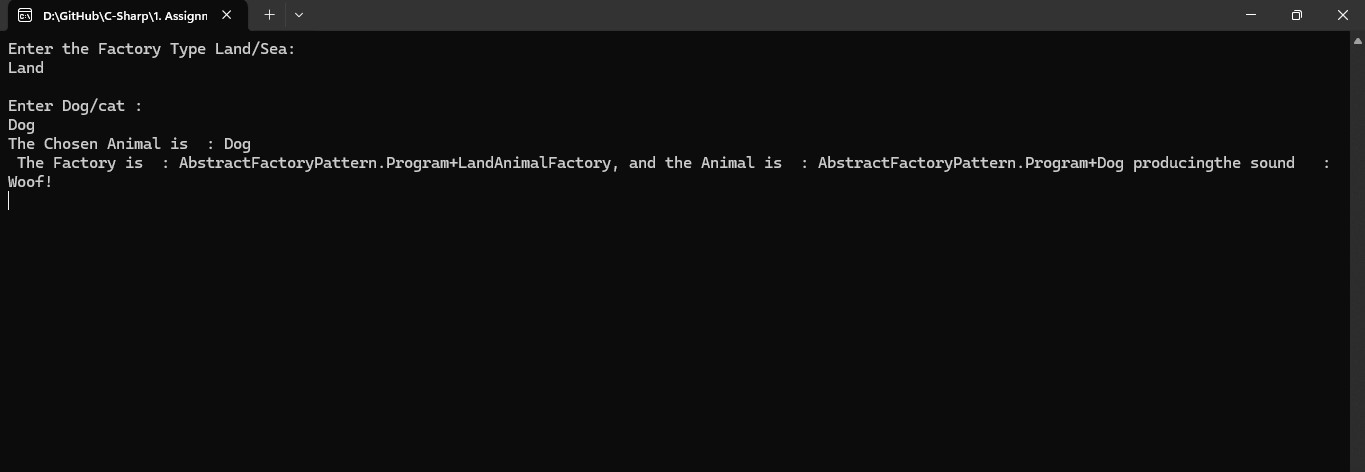 D:\GitHub\C-Sharp\1. Assignn
Enter the Factory Type Land/Sea:
Land
Enter Dog/cat :
Dog
The Chosen Animal is  : Dog
 The Factory is  : AbstractFactoryPattern.Program+LandAnimalFactory, and the Animal is  : AbstractFactoryPattern.Program+Dog producingthe sound   :
Woof!